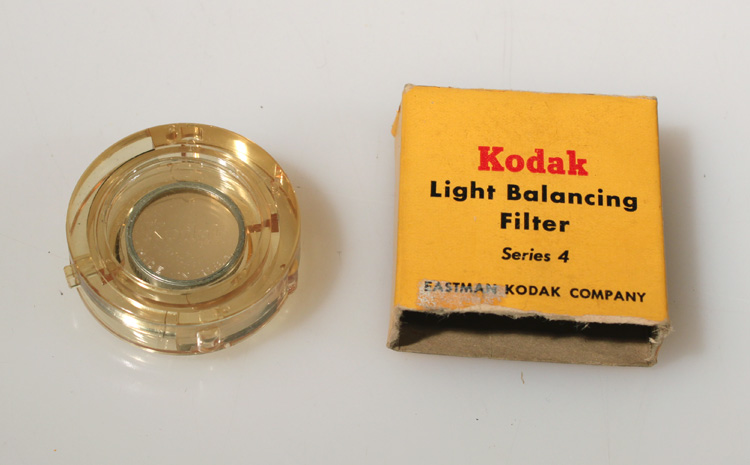 Kodak
Light Balancing
Filter
Series 4
EASTMAN KODAK COMPANY